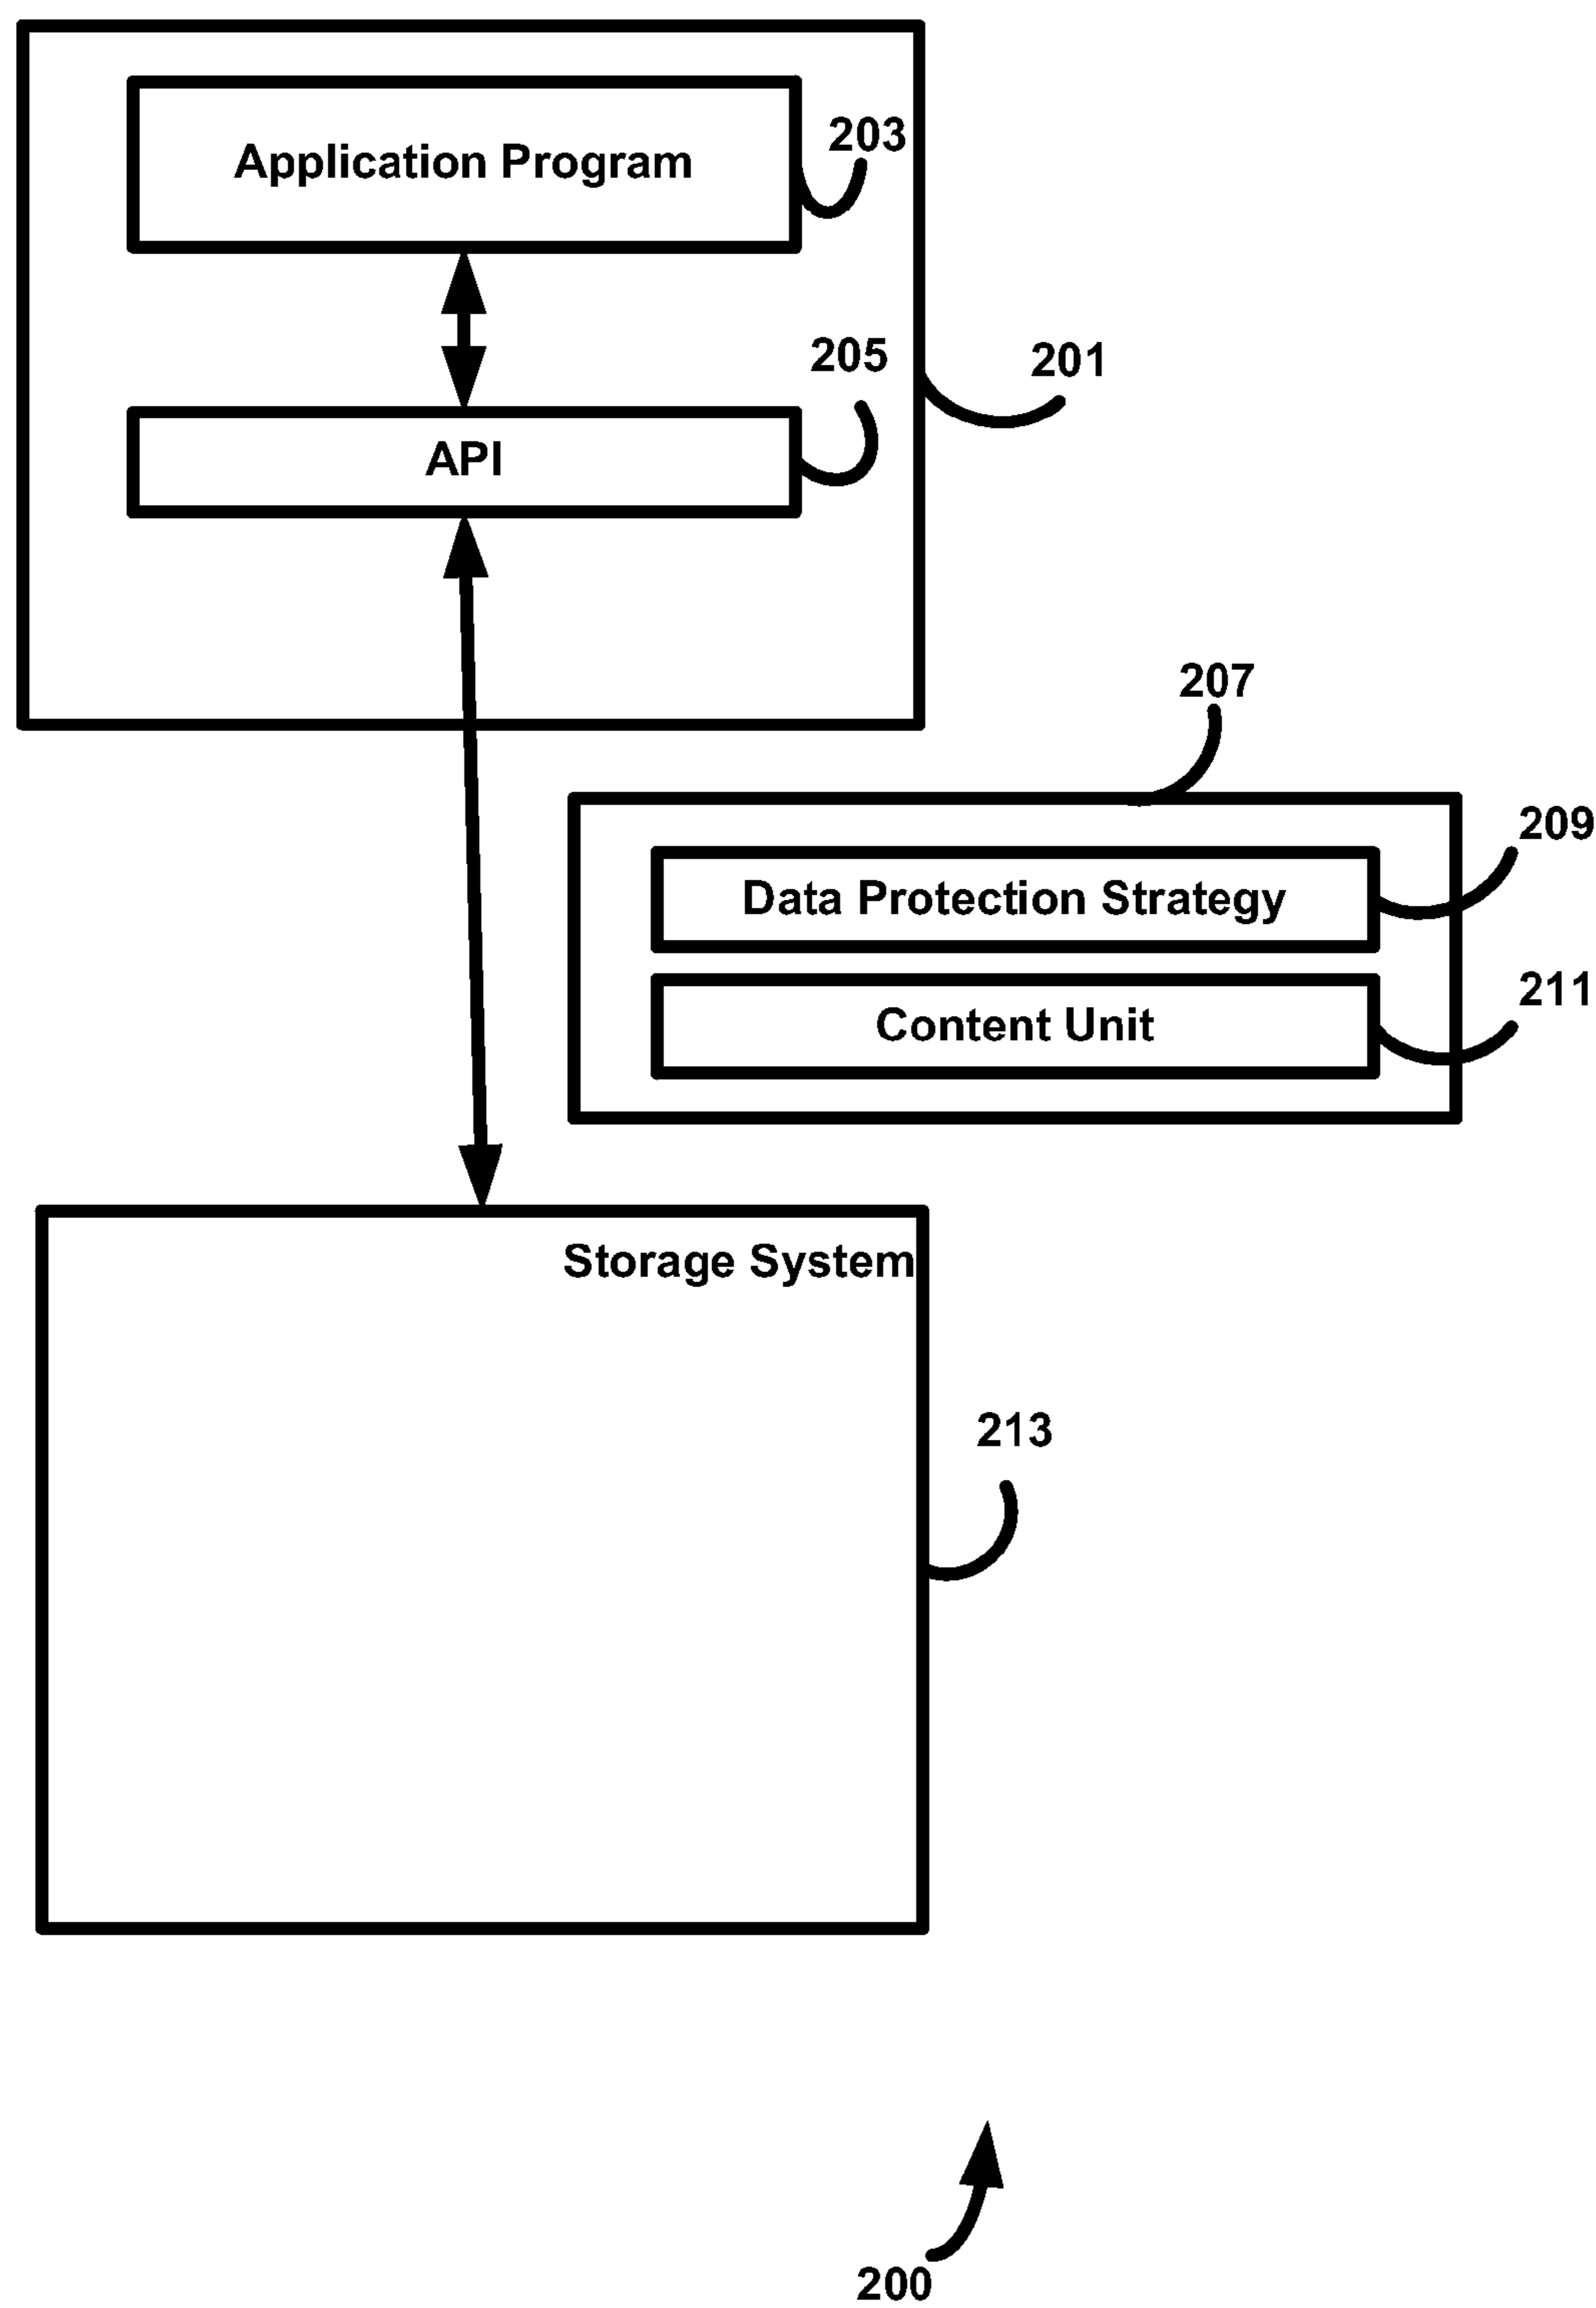 Application Program
203
205
201
API
207
209
Data Protection Strategy
211
Content Unit
Storage System
213
200